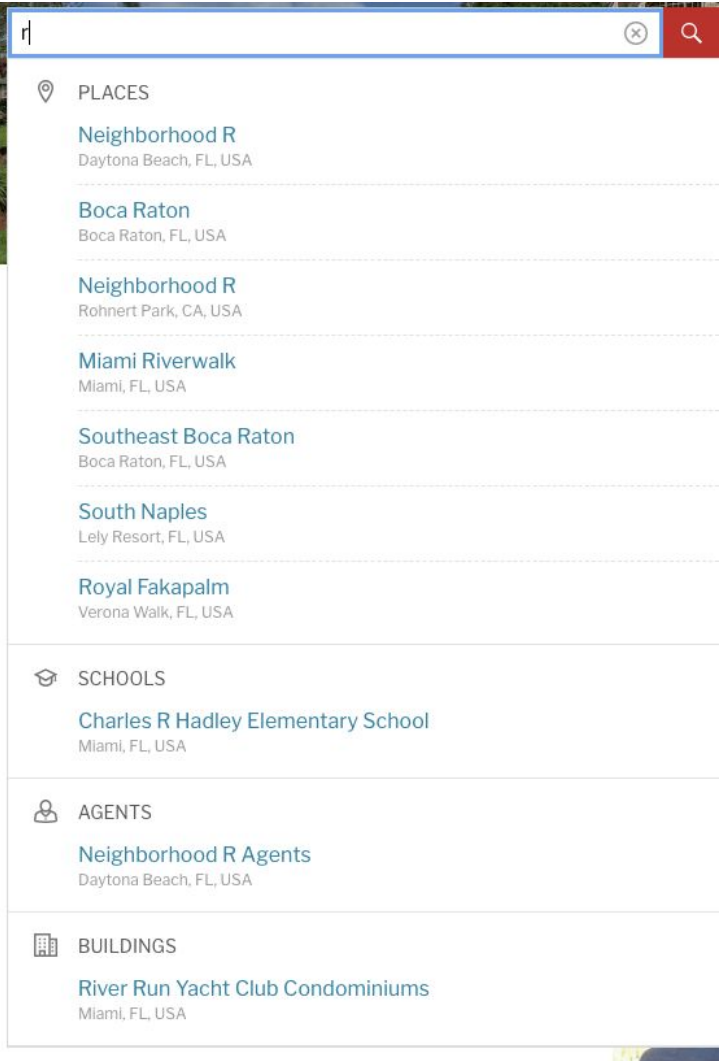 r
PLACES
Neighborhood R
Daytona Beach, FL, USA
Boca Raton
Boca Raton, FL, USA
Neighborhood R
Rohnert Park, CA, USA
Miami Riverwalk
Miami, FL, USA
Southeast Boca Raton
Boca Raton, FL, USA
South Naples
Lely Resort, FL, USA
Royal Fakapalm
Verona Walk, FL, USA
SCHOOLS
Charles R Hadley Elementary School
Miami, FL, USA
AGENTS
Neighborhood R Agents
Daytona Beach, FL, USA
BUILDINGS
River Run Yacht Club Condominiums
Miami, FL, USA